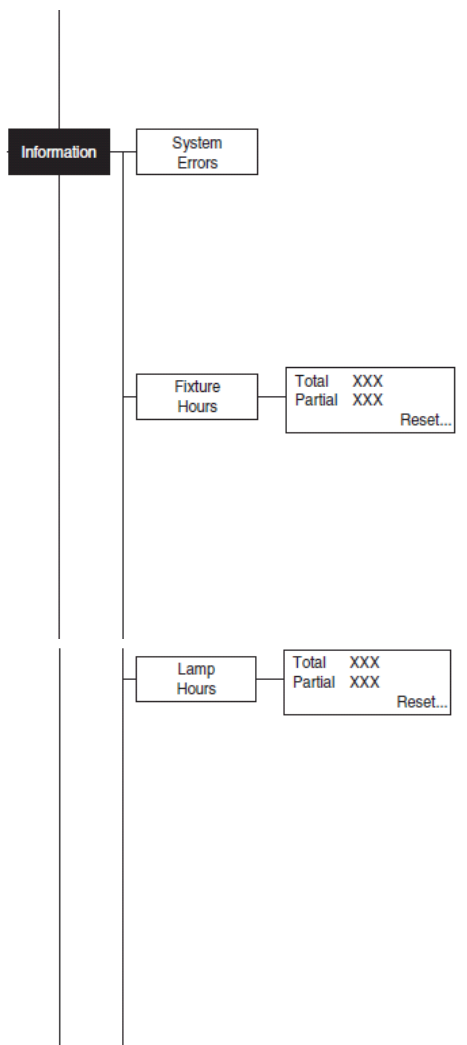 Information
System
Errors
Fixture
Hours
Total XXX
Partial XXX
Reset...
Lamp
Hours
Total XXX
Partial XXX
Reset...